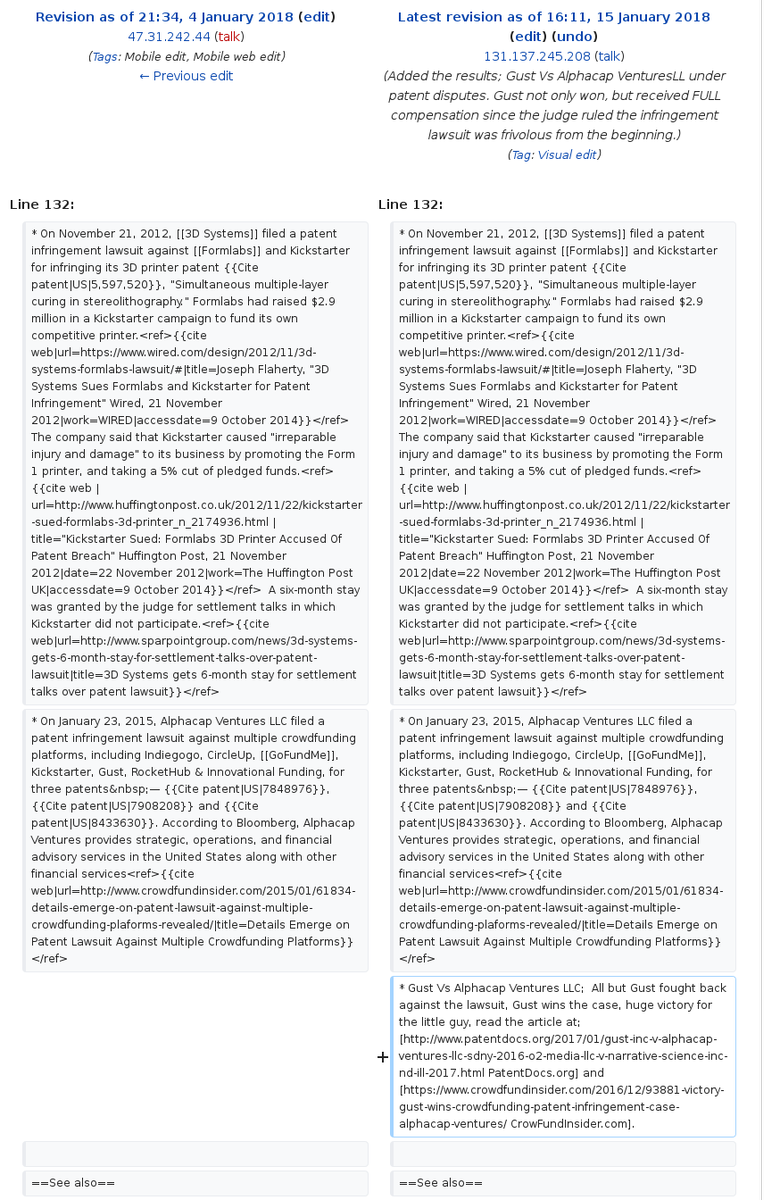 Revision as of 21:34, 4 January 2018 (edit)
47.31.242.44 (talk)
(Tags: Mobile edit, Mobile web edit)
← Previous edit
Latest revision as of 16:11, 15 January 2018
(edit) (undo)
131.137.245.208 (talk)
(Added the results; Gust Vs Alphacap VenturesLL under
patent disputes. Gust not only won, but received FULL
compensation since the judge ruled the infringement
lawsuit was frivolous from the beginning.)
(Tag: Visual edit)
Line 132:
Line 132:
* On November 21, 2012, [[3D Systems]] filed a patent
infringement lawsuit against [[Formlabs]] and Kickstarter
for infringing its 3D printer patent {{Cite
patent|US|5,597,520}}, "Simultaneous multiple-layer
curing in stereolithography." Formlabs had raised $2.9
million in a Kickstarter campaign to fund its own
competitive printer.<ref>{{cite
web|url=https://www.wired.com/design/2012/11/3d-
systems-formlabs-lawsuit/#|title=Joseph Flaherty, "3D
Systems Sues Formlabs and Kickstarter for Patent
Infringement" Wired, 21 November
2012|work=WIRED|accessdate=9 October 2014}}</ref>
The company said that Kickstarter caused "irreparable
injury and damage" to its business by promoting the Form
1 printer, and taking a 5% cut of pledged funds.<ref>
{{cite web |
url=http://www.huffingtonpost.co.uk/2012/11/22/kickstarter
-sued-formlabs-3d-printer_n_2174936.html |
title="Kickstarter Sued: Formlabs 3D Printer Accused Of
Patent Breach" Huffington Post, 21 November
2012|date=22 November 2012|work=The Huffington Post
UK|accessdate=9 October 2014}}</ref>  A six-month stay
was granted by the judge for settlement talks in which
Kickstarter did not participate.<ref>{{cite
web|url=http://www.sparpointgroup.com/news/3d-systems-
gets-6-month-stay-for-settlement-talks-over-patent-
lawsuit|title=3D Systems gets 6-month stay for settlement
talks over patent lawsuit}}</ref>
* On November 21, 2012, [[3D Systems]] filed a patent
infringement lawsuit against [[Formlabs]] and Kickstarter
for infringing its 3D printer patent {{Cite
patent|US|5,597,520}}, "Simultaneous multiple-layer
curing in stereolithography." Formlabs had raised $2.9
million in a Kickstarter campaign to fund its own
competitive printer.<ref>{{cite
web|url=https://www.wired.com/design/2012/11/3d-
systems-formlabs-lawsuit/#|title=Joseph Flaherty, "3D
Systems Sues Formlabs and Kickstarter for Patent
Infringement" Wired, 21 November
2012|work=WIRED|accessdate=9 October 2014}}</ref>
The company said that Kickstarter caused "irreparable
injury and damage" to its business by promoting the Form
1 printer, and taking a 5% cut of pledged funds.<ref>
{{cite web |
url=http://www.huffingtonpost.co.uk/2012/11/22/kickstarter
-sued-formlabs-3d-printer_n_2174936.html |
title="Kickstarter Sued: Formlabs 3D Printer Accused Of
Patent Breach" Huffington Post, 21 November
2012|date=22 November 2012|work=The Huffington Post
UK|accessdate=9 October 2014}}</ref>  A six-month stay
was granted by the judge for settlement talks in which
Kickstarter did not participate.<ref>{{cite
web|url=http://www.sparpointgroup.com/news/3d-systems-
gets-6-month-stay-for-settlement-talks-over-patent-
lawsuit|title=3D Systems gets 6-month stay for settlement
talks over patent lawsuit}}</ref>
* On January 23, 2015, Alphacap Ventures LLC filed a
patent infringement lawsuit against multiple crowdfunding
platforms, including Indiegogo, CircleUp, [[GoFundMe]],
Kickstarter, Gust, RocketHub & Innovational Funding, for
three patents&nbsp;— {{Cite patent|US|7848976}},
{{Cite patent|US|7908208}} and {{Cite
patent|US|8433630}}. According to Bloomberg, Alphacap
Ventures provides strategic, operations, and financial
advisory services in the United States along with other
financial services<ref>{{cite
web|url=http://www.crowdfundinsider.com/2015/01/61834-
details-emerge-on-patent-lawsuit-against-multiple-
crowdfunding-plaforms-revealed/|title=Details Emerge on
Patent Lawsuit Against Multiple Crowdfunding Platforms}}
</ref>
* On January 23, 2015, Alphacap Ventures LLC filed a
patent infringement lawsuit against multiple crowdfunding
platforms, including Indiegogo, CircleUp, [[GoFundMe]],
Kickstarter, Gust, RocketHub & Innovational Funding, for
three patents&nbsp;— {{Cite patent|US|7848976}},
{{Cite patent|US|7908208}} and {{Cite
patent|US|8433630}}. According to Bloomberg, Alphacap
Ventures provides strategic, operations, and financial
advisory services in the United States along with other
financial services<ref>{{cite
web|url=http://www.crowdfundinsider.com/2015/01/61834-
details-emerge-on-patent-lawsuit-against-multiple-
crowdfunding-plaforms-revealed/|title=Details Emerge on
Patent Lawsuit Against Multiple Crowdfunding Platforms}}
</ref>
+
* Gust Vs Alphacap Ventures LLC;  All but Gust fought back
against the lawsuit, Gust wins the case, huge victory for
the little guy, read the article at;
[http://www.patentdocs.org/2017/01/gust-inc-v-alphacap-
ventures-llc-sdny-2016-o2-media-llc-v-narrative-science-inc-
nd-ill-2017.html PatentDocs.org] and
[https://www.crowdfundinsider.com/2016/12/93881-victory-
gust-wins-crowdfunding-patent-infringement-case-
alphacap-ventures/ CrowFundInsider.com].
==See also==
==See also==